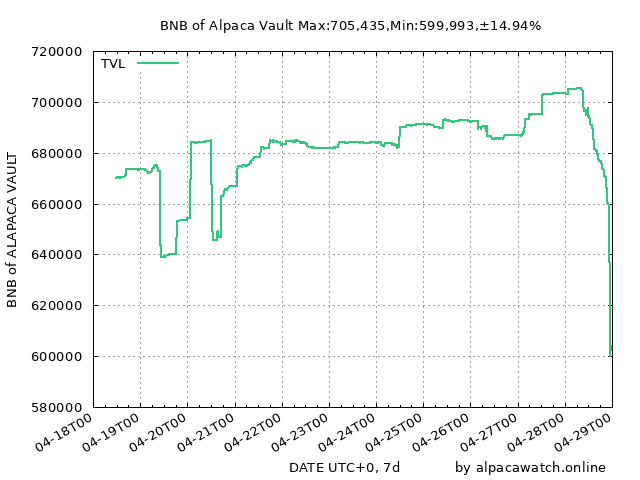 BNB of Alpaca Vault Max:705,435,Min:599,993,±14.94%
TVL
720000
700000
680000
660000
640000
620000
600000
580000
BNB of ALAPACA VAULT
04-18T00
04-19T00
04-20T00
04-21T00
04-22T00
04-23T00
04-24T00
04-25T00
04-26T00
04-27T00
04-28T00
04-29T00
DATE UTC+0, 7d
by alpacawatch.online